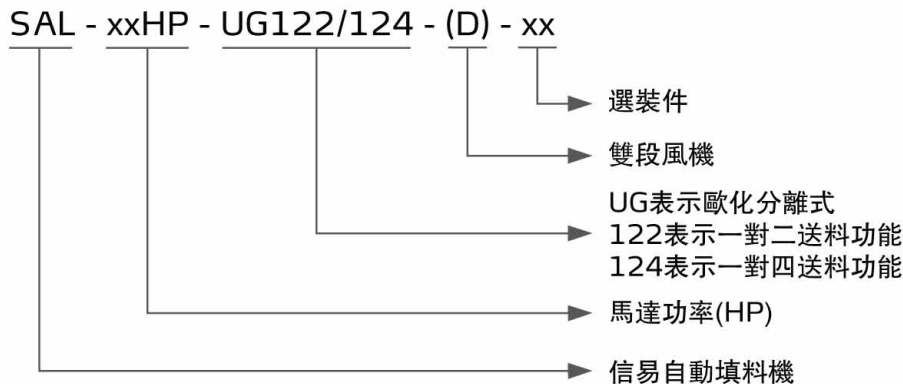 SAL - xxHP - UG122/124 - (D) - xx
選裝件
雙段風機
UG表示歐化分離式
122表示一對二送料功能
124表示一對四送料功能
馬達功率(HP)
信易自動填料機